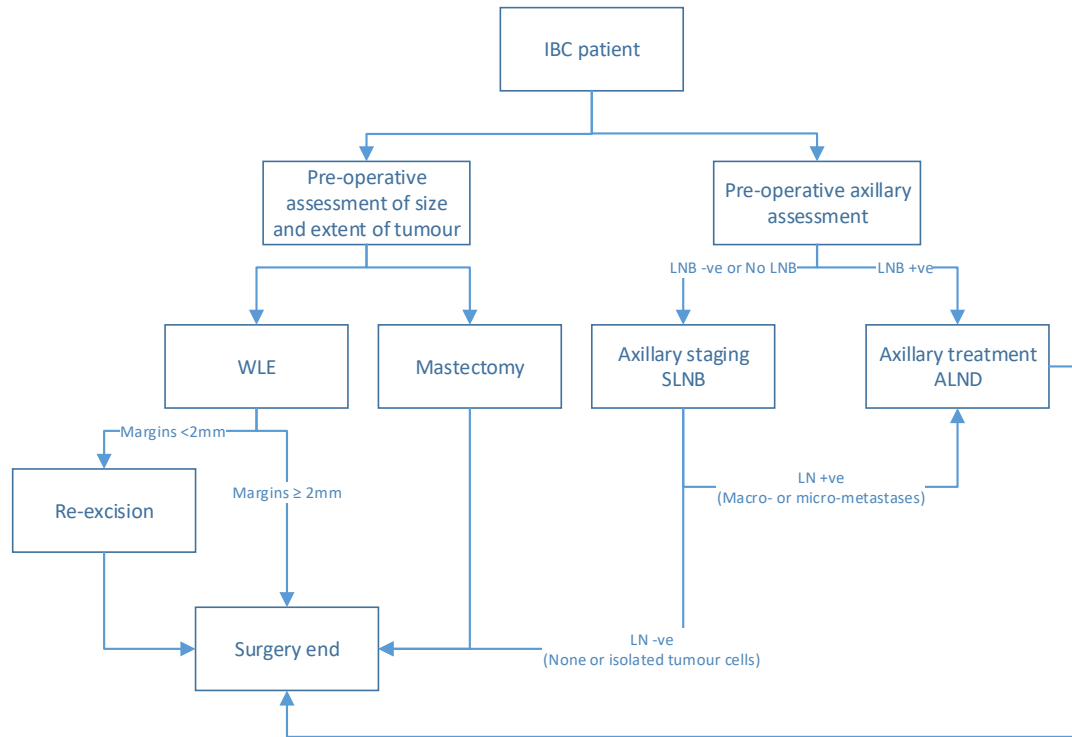 IBC patient
Pre-operative
assessment of size
and extent of tumour
Pre-operative axillary
assessment
LNB -ve or No LNB
LNB +ve
WLE
Mastectomy
Axillary staging
SLNB
Axillary treatment
ALND
Margins <2mm
Margins ≥ 2mm
LN +ve
(Macro- or micro-metastases)
Re-excision
Surgery end
LN -ve
(None or isolated tumour cells)